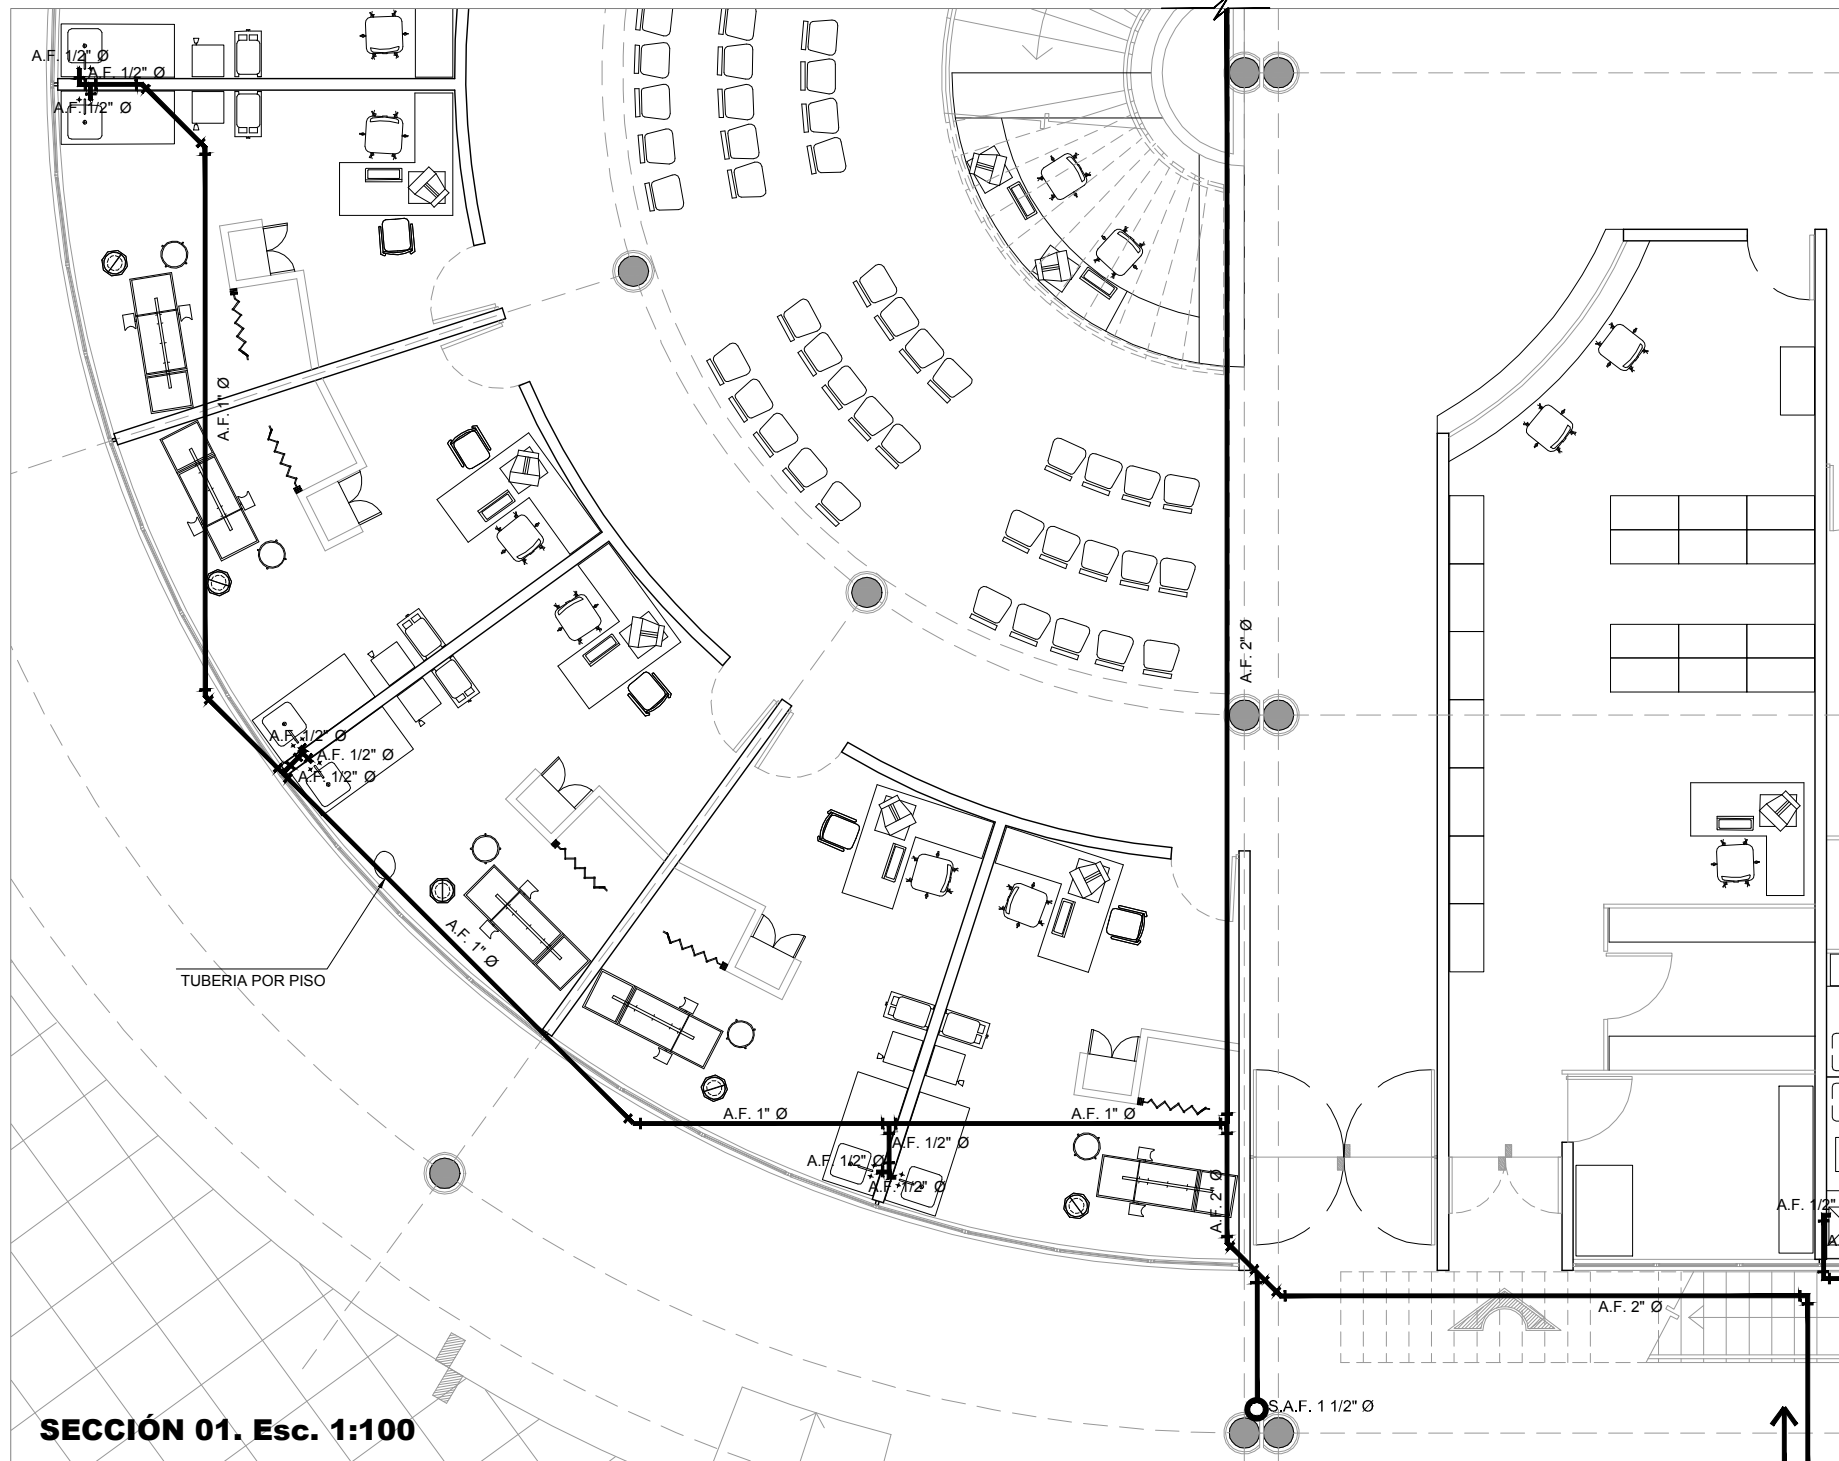 A.F. 1/2" Ø
A.F. 1/2" Ø
A.F. 1/2" Ø
A.F. 1" Ø
A.F. 2" Ø
A.F. 1/2" Ø
A.F. 1/2" Ø
A.F. 1/2" Ø
A.F. 1" Ø
TUBERIA POR PISO
A.F. 1" Ø
A.F. 1" Ø
A.F. 1/2" Ø
A.F. 1/2" Ø
A.F. 1/2" Ø
A.F. 2" Ø
A.F. 1/2"
A.F. 2" Ø
S.A.F. 1 1/2" Ø
SECCIÓN 01. Esc. 1:100